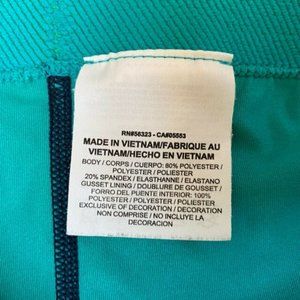 RN#56323 - CA#05553
MADE IN VIETNAM/FABRIQUE AU
VIETNAM/HECHO EN VIETNAM
BODY / CORPS / CUERPO: 80% POLYESTER /
POLYESTER / POLIESTER
20% SPANDEX / ELASTHANNE / ELASTANO
GUSSET LINING / DOUBLURE DE GOUSSET /
FORRO DEL PUENTE INTERIOR: 100%
POLYESTER / POLYESTER / POLIESTER
EXCLUSIVE OF DECORATION / DECORATION
NON COMPRISE / NO INCLUYE LA
DECORACION